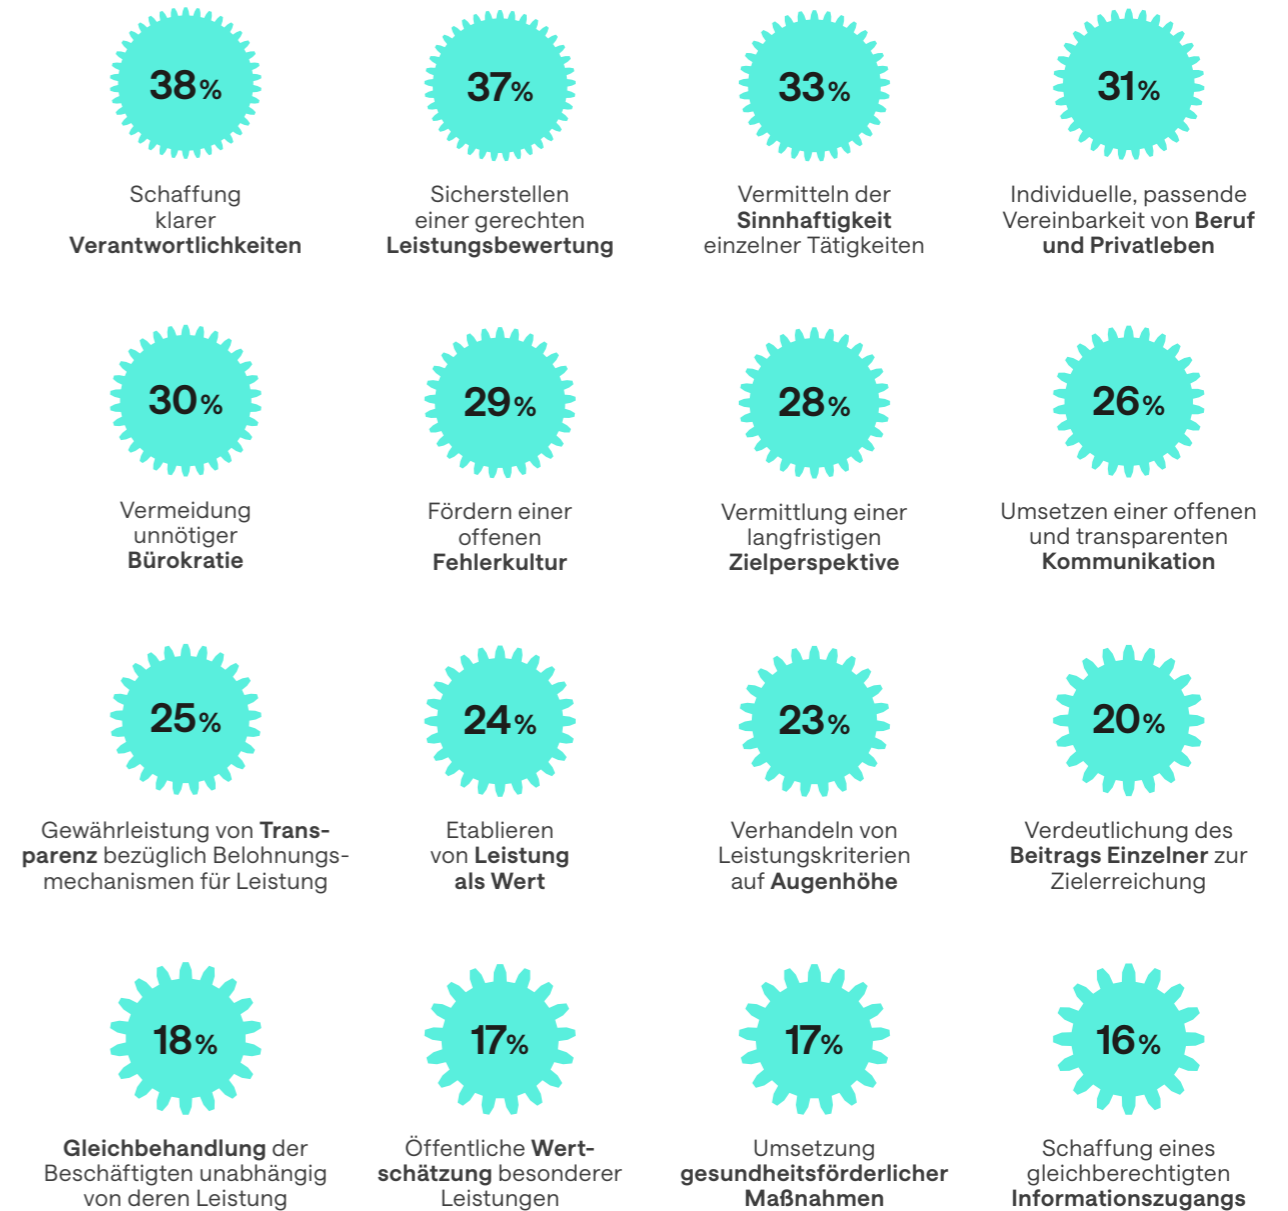 38%
Schaffung
klarer
Verantwortlichkeiten
37%
Sicherstellen
einer gerechten
Leistungsbewertung
33%
Vermitteln der
Sinnhaftigkeit
einzelner Tätigkeiten
31%
Individuelle, passende
Vereinbarkeit von Beruf
und Privatleben
30%
Vermeidung
unnötiger
Bürokratie
29%
Fördern einer
offenen
Fehlerkultur
28%
Vermittlung einer
langfristigen
Zielperspektive
26%
Umsetzen einer offenen
und transparenten
Kommunikation
25%
Gewährleistung von Trans-
parenz bezüglich Belohnungs-
mechanismen für Leistung
24%
Etablieren
von Leistung
als Wert
23%
Verhandeln von
Leistungskriterien
auf Augenhöhe
20%
Verdeutlichung des
Beitrags Einzelner zur
Zielerreichung
18%
Gleichbehandlung der
Beschäftigten unabhängig
von deren Leistung
17%
Öffentliche Wert-
schätzung besonderer
Leistungen
17%
Umsetzung
gesundheitsförderlicher
Maßnahmen
16%
Schaffung eines
gleichberechtigten
Informationszugangs